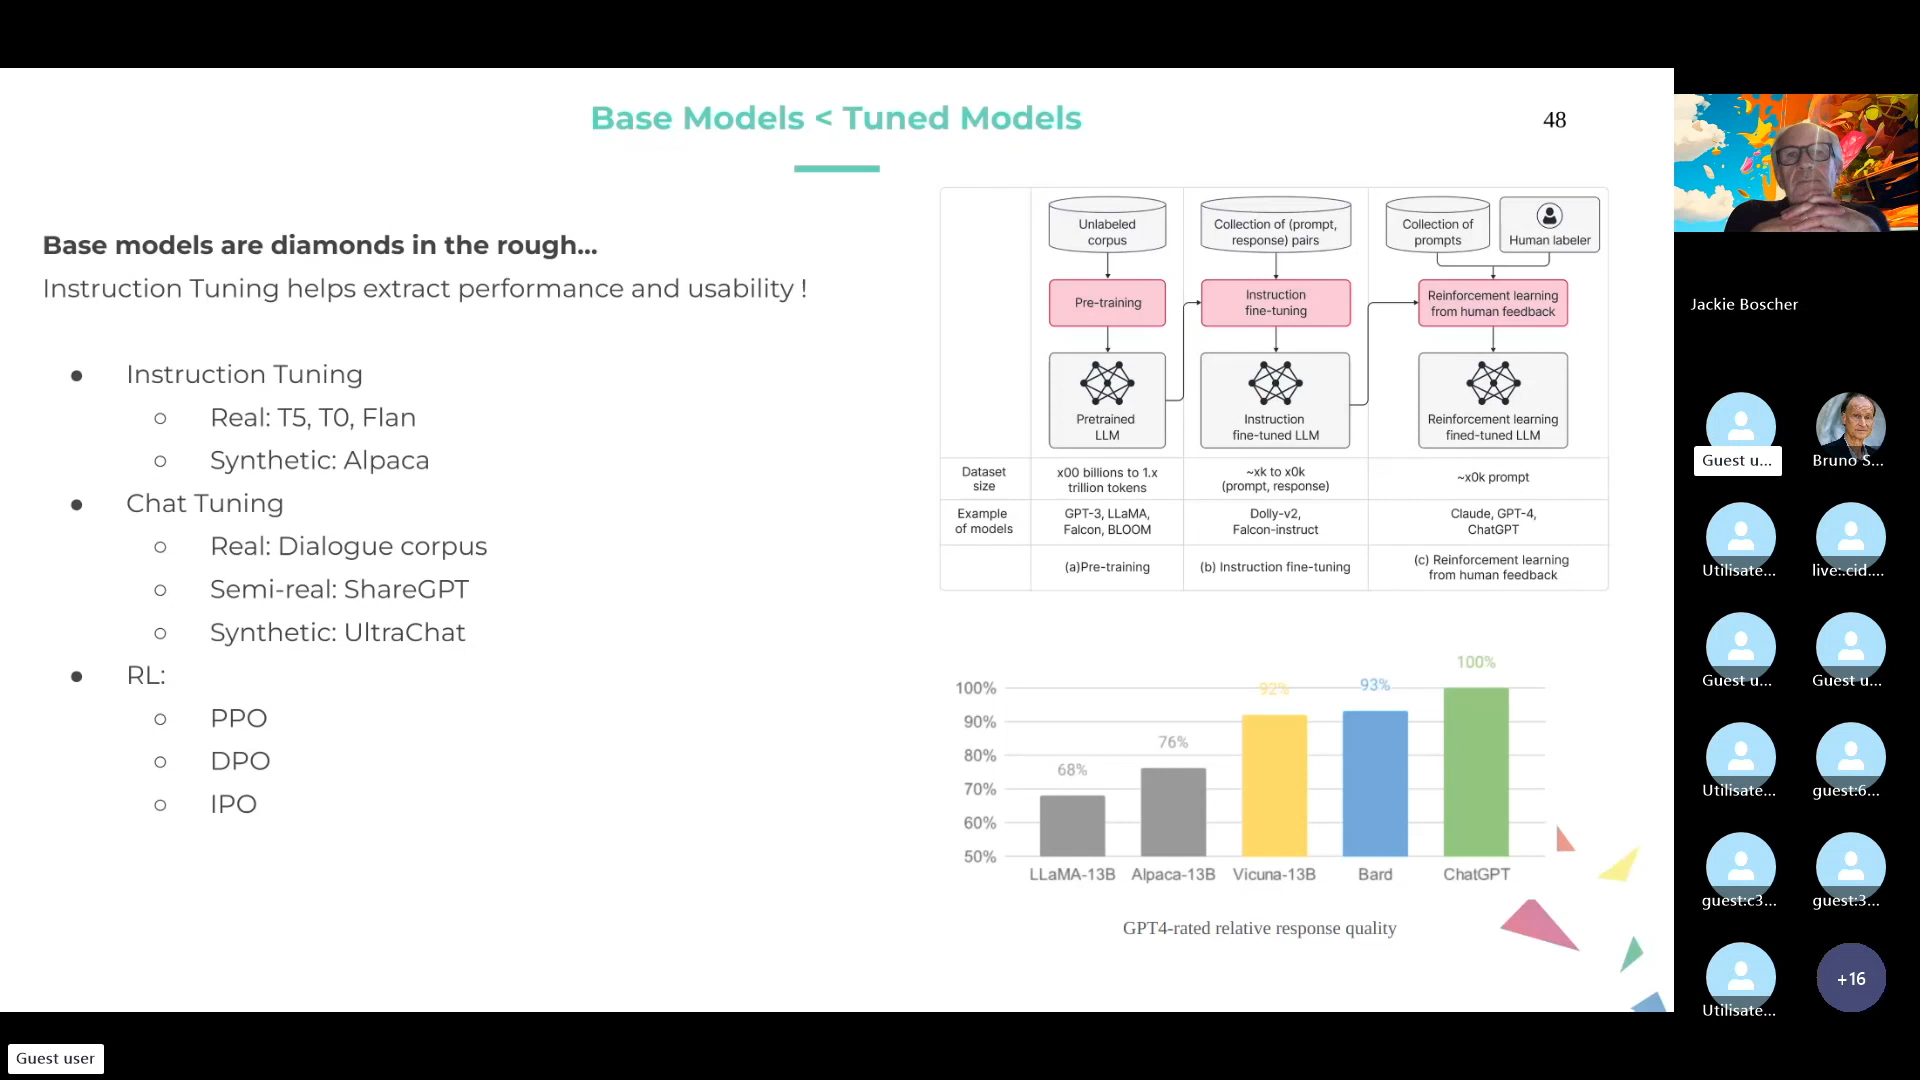 Base Models < Tuned Models
48
Base models are diamonds in the rough...
Instruction Tuning helps extract performance and usability !
● Instruction Tuning
○ Real: T5, T0, Flan
○ Synthetic: Alpaca
● Chat Tuning
○ Real: Dialogue corpus
○ Semi-real: ShareGPT
○ Synthetic: UltraChat
● RL:
○ PPO
○ DPO
○ IPO
Unlabeled
corpus
Collection of (prompt,
response) pairs
Collection of
prompts
Human labeler
Pre-training
Instruction
fine-tuning
Reinforcement learning
from human feedback
Pretrained
LLM
Instruction
fine-tuned LLM
Reinforcement learning
fined-tuned LLM
Dataset
size
x00 billions to 1.x
trillion tokens
~xk to x0k
(prompt, response)
~x0k prompt
Example
of models
GPT-3, LLaMA,
Falcon, BLOOM
Dolly-v2,
Falcon-instruct
Claude, GPT-4,
ChatGPT
(a)Pre-training
(b) Instruction fine-tuning
(c) Reinforcement learning
from human feedback
100%
90%
80%
70%
60%
50%
68%
76%
92%
93%
100%
LLaMA-13B
Alpaca-13B
Vicuna-13B
Bard
ChatGPT
GPT4-rated relative response quality
Jackie Boscher
Guest u...
Bruno S...
Utilisate...
live:.cid....
Guest u...
Guest u...
Utilisate...
guest:6...
guest:c3...
guest:3...
Utilisate...
+16
Guest user